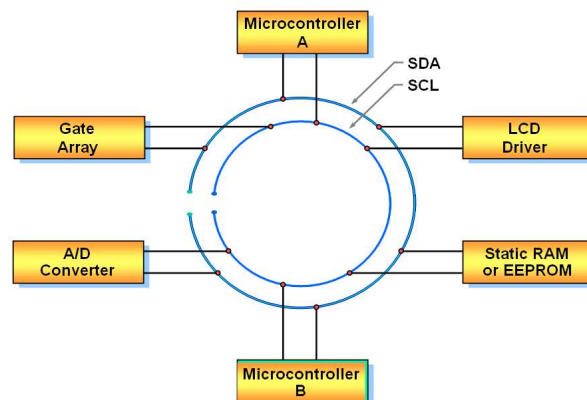 Microcontroller
A
SDA
SCL
Gate
Array
LCD
Driver
A/D
Converter
Static RAM
or EEPROM
Microcontroller
B